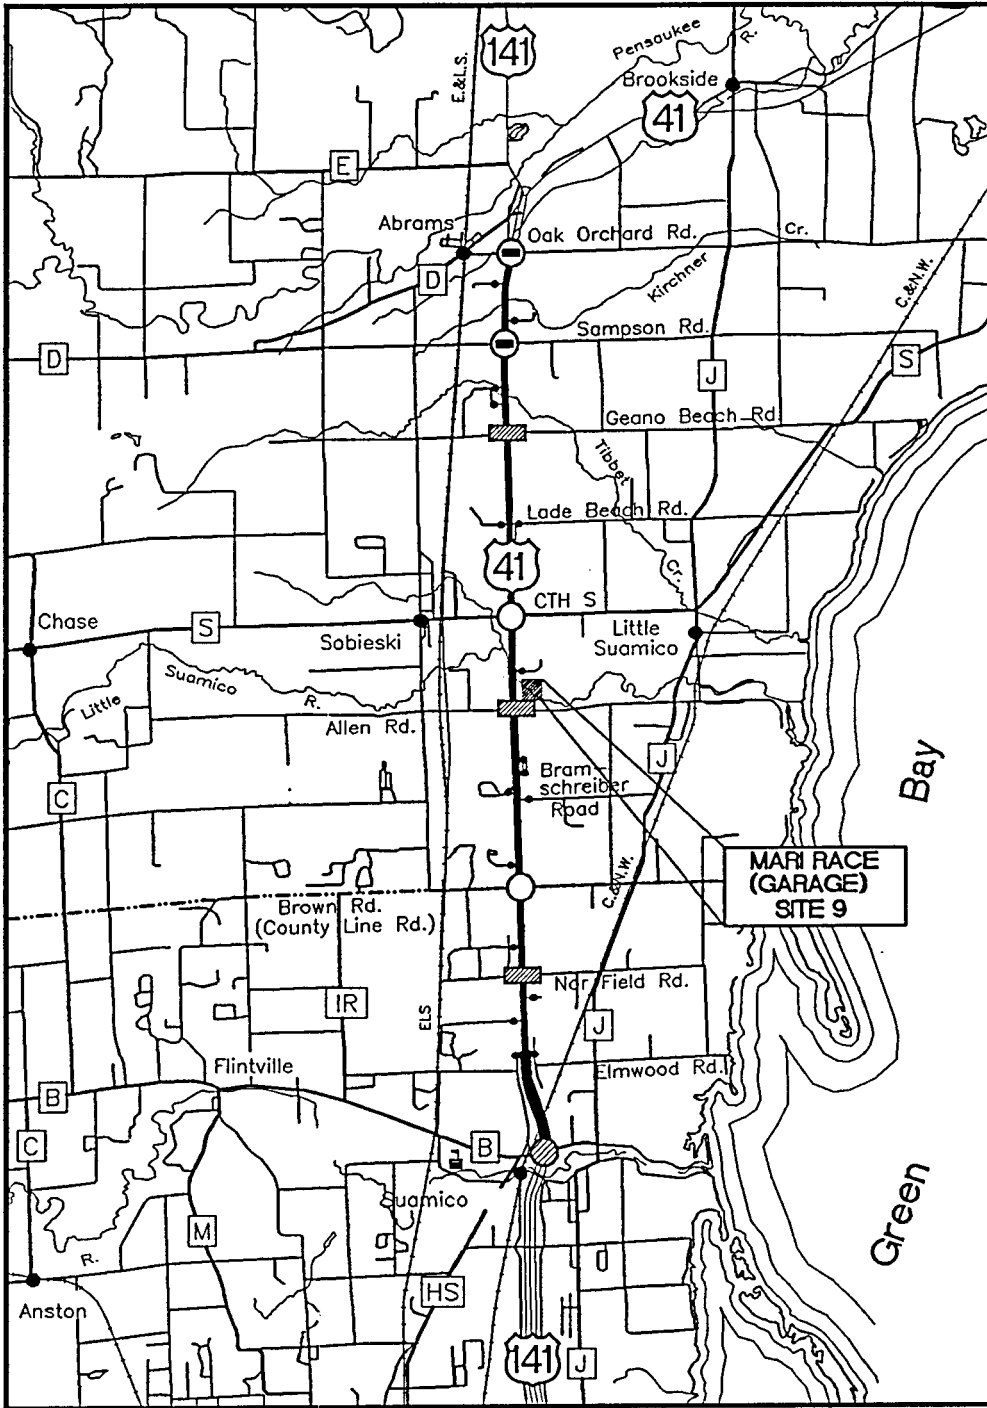 141
Pensaukee
R.
Brookside
E.&L.S.
41
E
Abrams
Oak Orchard Rd.
Cr.
D
Kirchner
C.&N.W.
Sampson Rd.
D
J
S
Geano Beach Rd
Tibbet
Lade Beach Rd.
41
Cr.
CTH S
Chase
S
Sobieski
Little
Suamico
Little
Suamico
R.
Allen Rd.
J
Bram-
schreiber
Road
C
Bay
MARI RACE
(GARAGE)
SITE 9
C.&N.W.
Brown Rd.
(County Line Rd.)
Nor Field Rd.
IR
ELS
J
Flintville
Elmwood Rd.
B
C
B
uamico
Green
M
R.
HS
Anston
141
J